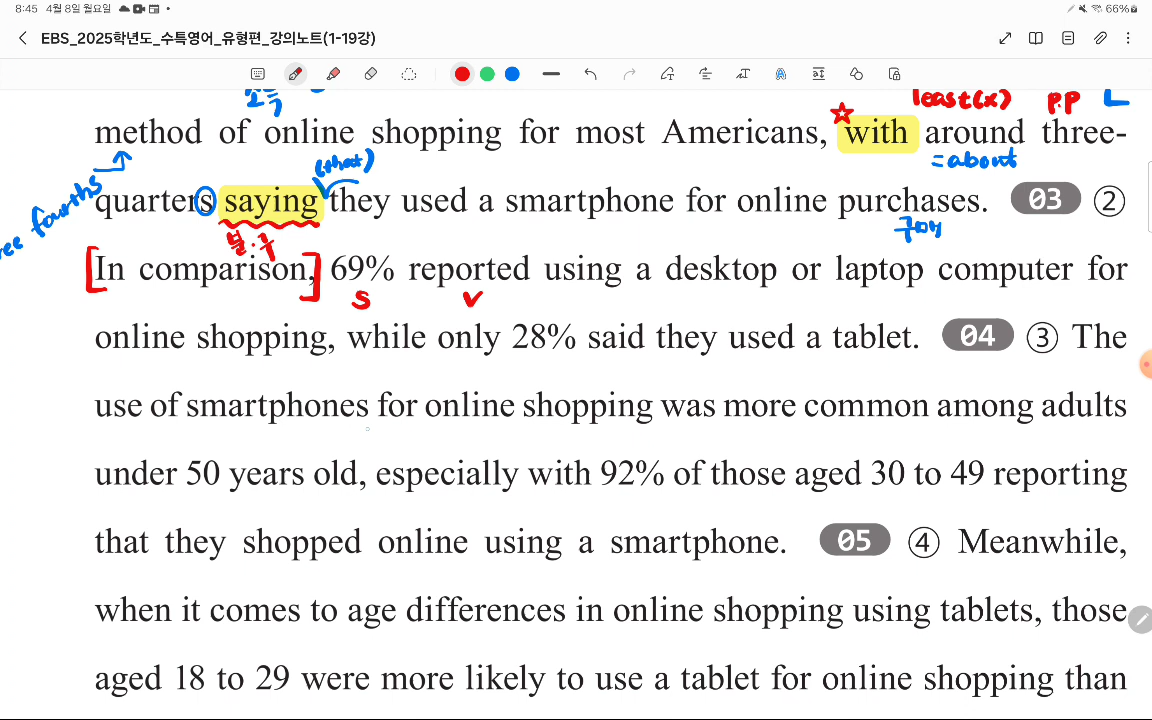 8:45 4월 8일 월요일 66%
EBS_2025학년도_수특영어_유형편_강의노트(1-19강)
least(x) p.p
method of online shopping for most Americans, with around three-
(that) = about
quarters saying they used a smartphone for online purchases. 03 ②
fourths 분.구 구매
[In comparison,] 69% reported using a desktop or laptop computer for
S V
online shopping, while only 28% said they used a tablet. 04 ③ The
use of smartphones for online shopping was more common among adults
under 50 years old, especially with 92% of those aged 30 to 49 reporting
that they shopped online using a smartphone. 05 ④ Meanwhile,
when it comes to age differences in online shopping using tablets, those
aged 18 to 29 were more likely to use a tablet for online shopping than